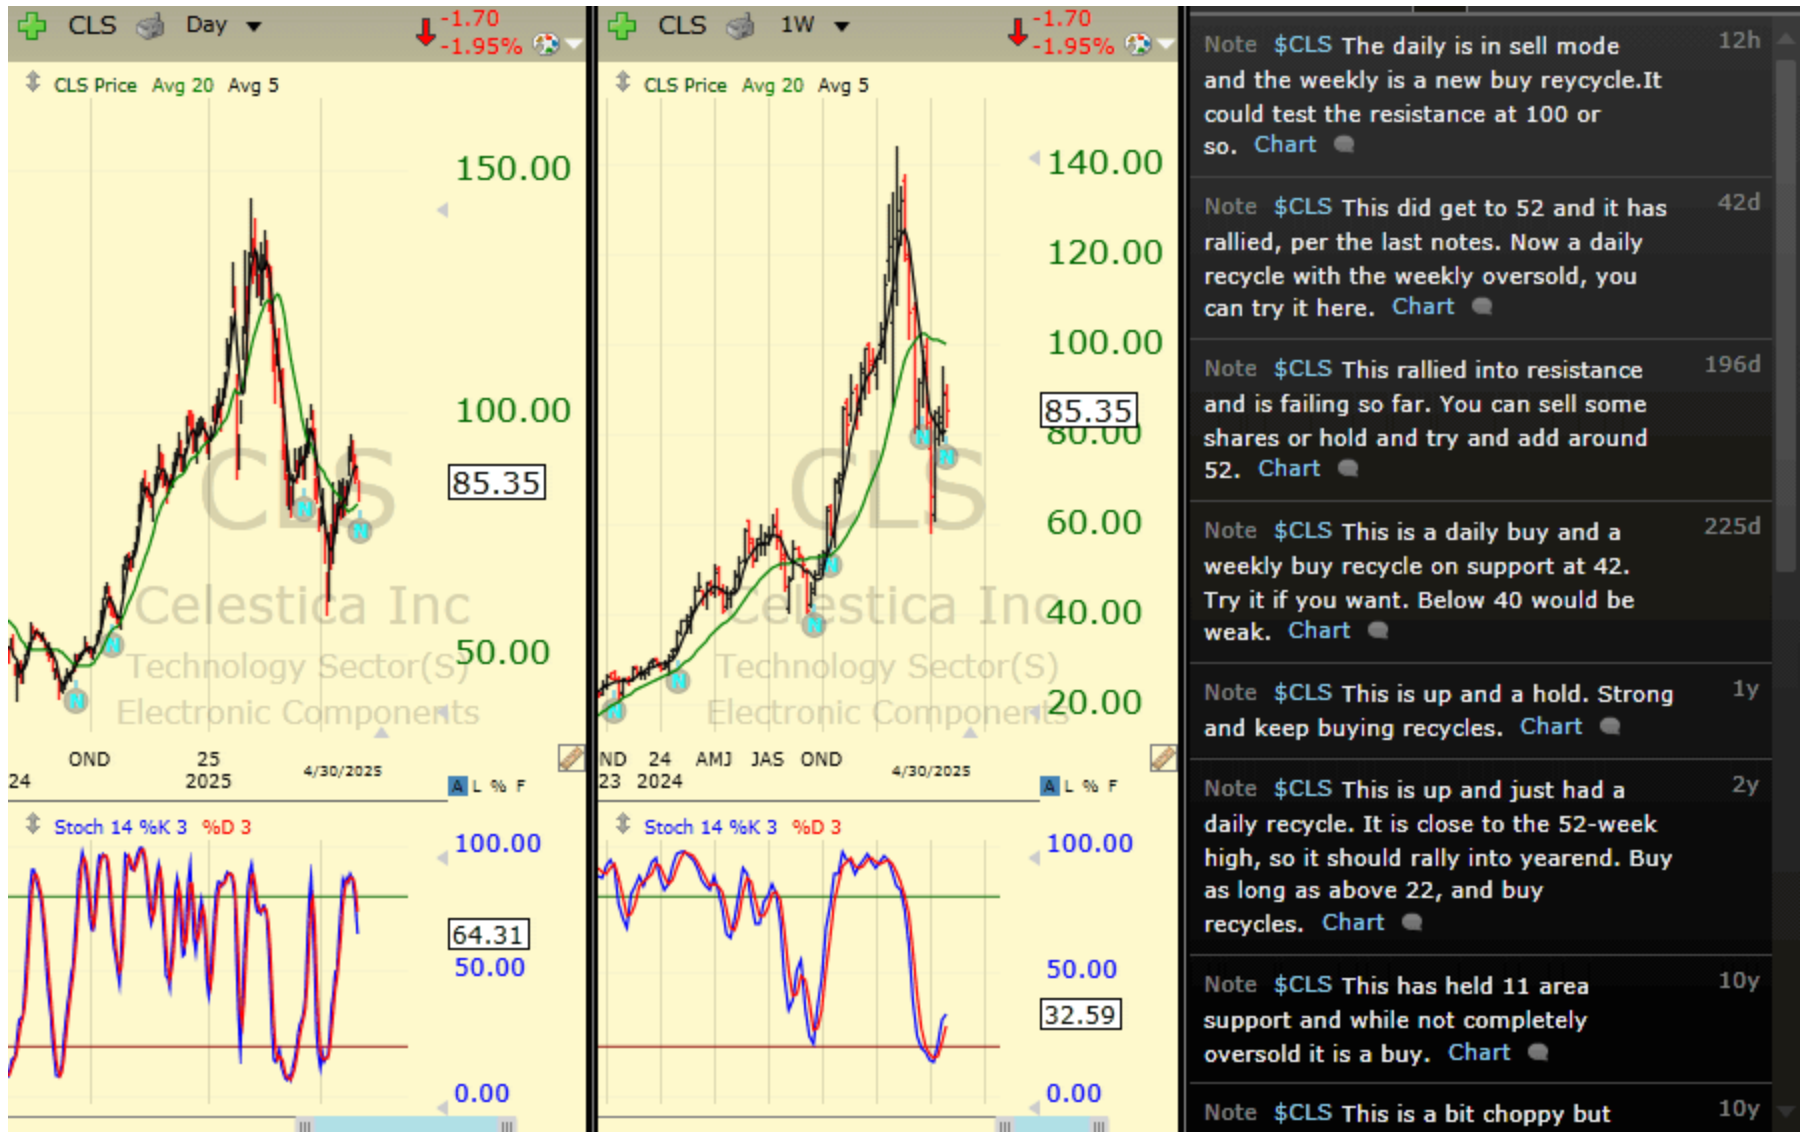 CLS Day
-1.70
-1.95%
CLS Price Avg 20 Avg 5
150.00
100.00
85.35
50.00
CLS
Celestica Inc
Technology Sector(S)
Electronic Components
OND 25
24 2025 4/30/2025
A L % F
Stoch 14 %K 3 %D 3
100.00
64.31
50.00
0.00
N
N
N
N
CLS 1W
-1.70
-1.95%
CLS Price Avg 20 Avg 5
140.00
120.00
100.00
85.35
80.00
60.00
40.00
20.00
CLS
Celestica Inc
Technology Sector(S)
Electronic Components
ND 24 AMJ JAS OND
23 2024 4/30/2025
A L % F
Stoch 14 %K 3 %D 3
100.00
50.00
32.59
0.00
N
N
N
N
N
N
Note $CLS The daily is in sell mode 12h
and the weekly is a new buy reycycle.It
could test the resistance at 100 or
so. Chart
Note $CLS This did get to 52 and it has 42d
rallied, per the last notes. Now a daily
recycle with the weekly oversold, you
can try it here. Chart
Note $CLS This rallied into resistance 196d
and is failing so far. You can sell some
shares or hold and try and add around
52. Chart
Note $CLS This is a daily buy and a 225d
weekly buy recycle on support at 42.
Try it if you want. Below 40 would be
weak. Chart
Note $CLS This is up and a hold. Strong 1y
and keep buying recycles. Chart
Note $CLS This is up and just had a 2y
daily recycle. It is close to the 52-week
high, so it should rally into yearend. Buy
as long as above 22, and buy
recycles. Chart
Note $CLS This has held 11 area 10y
support and while not completely
oversold it is a buy. Chart
Note $CLS This is a bit choppy but 10y